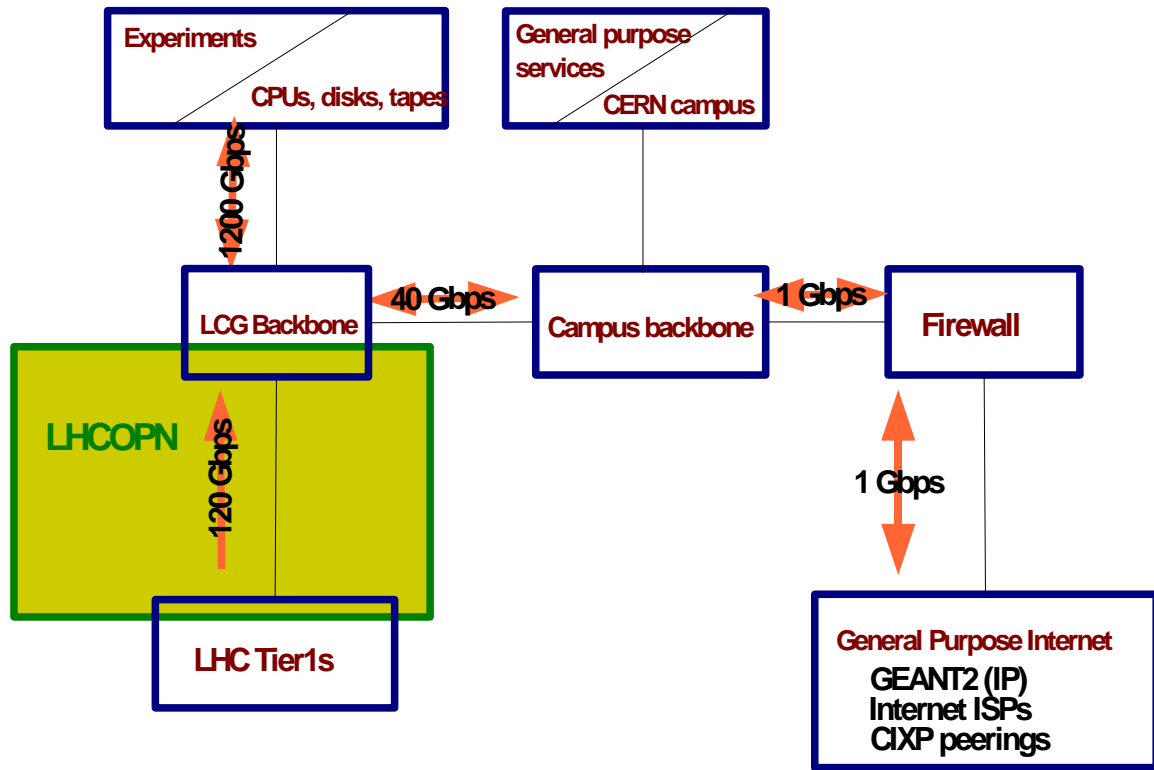 Experiments
CPUs, disks, tapes
General purpose
services
CERN campus
1200 Gbps
LCG Backbone
40 Gbps
Campus backbone
1 Gbps
Firewall
LHCOPN
120 Gbps
1 Gbps
LHC Tier1s
General Purpose Internet
GEANT2 (IP)
Internet ISPs
CIXP peerings